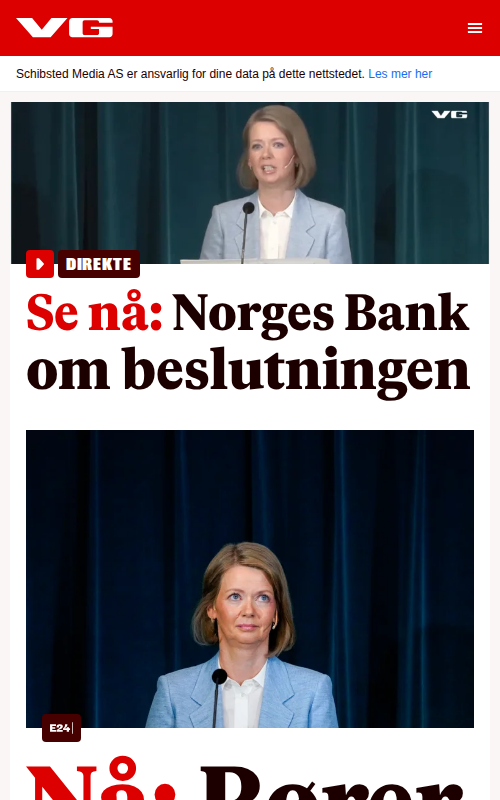 VG
Schibsted Media AS er ansvarlig for dine data på dette nettstedet. Les mer her
VG
DIREKTE
Se nå: Norges Bank
om beslutningen
E24
Nå: Rører